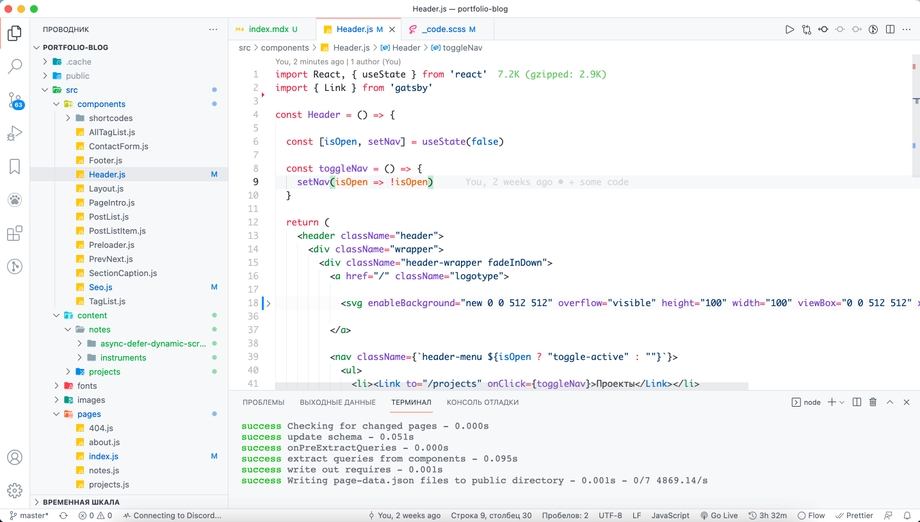 Header.js — portfolio-blog
ПРОВОДНИК
PORTFOLIO-BLOG
.cache
public
src
components
shortcodes
AllTagList.js
ContactForm.js
Footer.js
Header.js M
Layout.js
PageIntro.js
PostList.js
PostListItem.js
Preloader.js
PrevNext.js
SectionCaption.js
Seo.js M
TagList.js
content
notes
async-defer-dynamic-scr...
instruments
projects
fonts
images
pages
404.js
about.js
index.js M
notes.js
projects.js
ВРЕМЕННАЯ ШКАЛА
63
index.mdx U
Header.js M
_code.scss M
src > components > Header.js > Header > toggleNav
You, 2 minutes ago | 1 author (You)
1 import React, { useState } from 'react' 7.2K (gzipped: 2.9K)
2 import { Link } from 'gatsby'
3
4 const Header = () => {
5
6 const [isOpen, setNav] = useState(false)
7
8 const toggleNav = () => {
9 setNav(isOpen => !isOpen) You, 2 weeks ago • + some code
10 }
11
12 return (
13 <header className="header">
14 <div className="wrapper">
15 <div className="header-wrapper fadeInDown">
16 <a href="/" className="logotype">
17
18 <svg enableBackground="new 0 0 512 512" overflow="visible" height="100" width="100" viewBox="0 0 512 512" >
36
37 </a>
38
39 <nav className={`header-menu ${isOpen ? "toggle-active" : ""}`}>
40 <ul>
41 <li><Link to="/projects" onClick={toggleNav}>Проекты</Link></li>
ПРОБЛЕМЫ ВЫХОДНЫЕ ДАННЫЕ ТЕРМИНАЛ КОНСОЛЬ ОТЛАДКИ node
success Checking for changed pages - 0.000s
success update schema - 0.051s
success onPreExtractQueries - 0.000s
success extract queries from components - 0.095s
success write out requires - 0.001s
success Writing page-data.json files to public directory - 0.001s - 0/7 4869.14/s
master* 0 0 Connecting to Discord... You, 2 weeks ago Строка 9, столбец 30 Пробелов: 2 UTF-8 LF JavaScript Go Live 3h 32m Flow Prettier